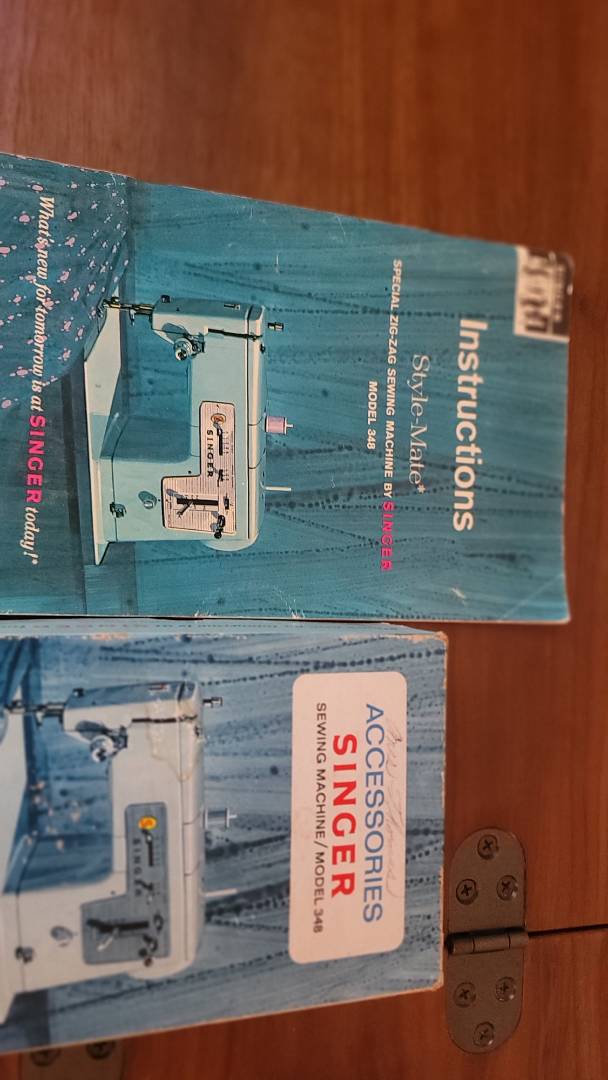 Instructions
Style-Mate*
SPECIAL ZIG-ZAG SEWING MACHINE BY SINGER
MODEL 348
SINGER
What's new for tomorrow is at SINGER today!*
ACCESSORIES
SINGER
SEWING MACHINE/MODEL 348
SINGER